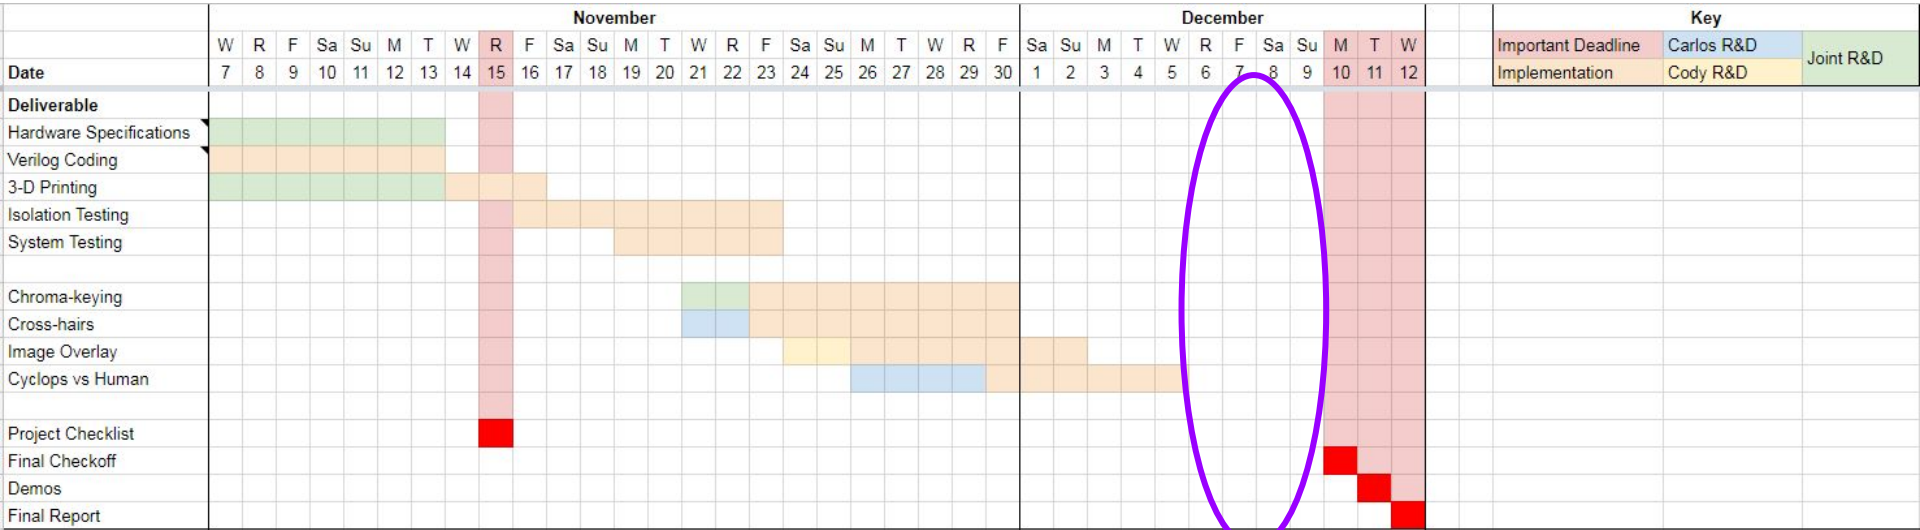 November December Key
W R F Sa Su M T W R F Sa Su M T W R F Sa Su M T W R F Sa Su M T W R F Sa Su M T W Important Deadline Carlos R&D Joint R&D
Date 7 8 9 10 11 12 13 14 15 16 17 18 19 20 21 22 23 24 25 26 27 28 29 30 1 2 3 4 5 6 7 8 9 10 11 12 Implementation Cody R&D
Deliverable
Hardware Specifications
Verilog Coding
3-D Printing
Isolation Testing
System Testing
Chroma-keying
Cross-hairs
Image Overlay
Cyclops vs Human
Project Checklist
Final Checkoff
Demos
Final Report